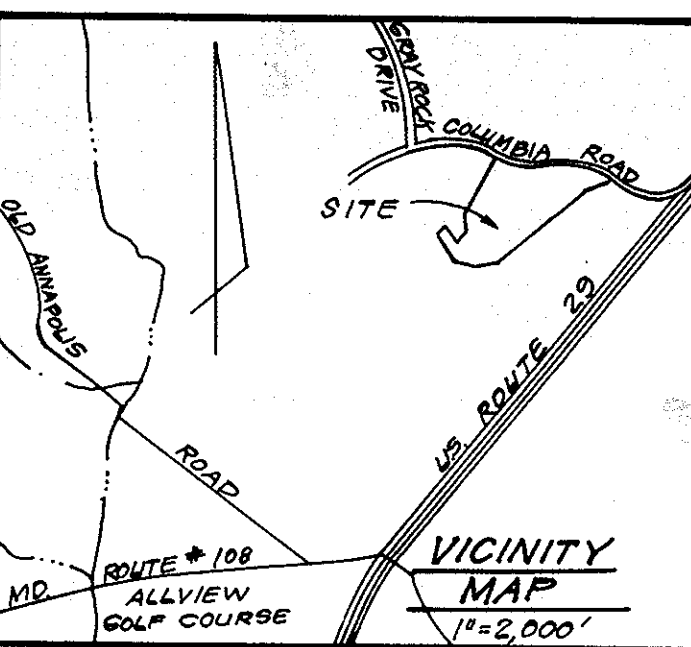 GRAY ROCK
DRIVE
COLUMBIA ROAD
SITE
OLD ANNAPOLIS
ROAD
US. ROUTE 29
MD. ROUTE # 108
ALLVIEW
GOLF COURSE
VICINITY
MAP
1"=2,000'